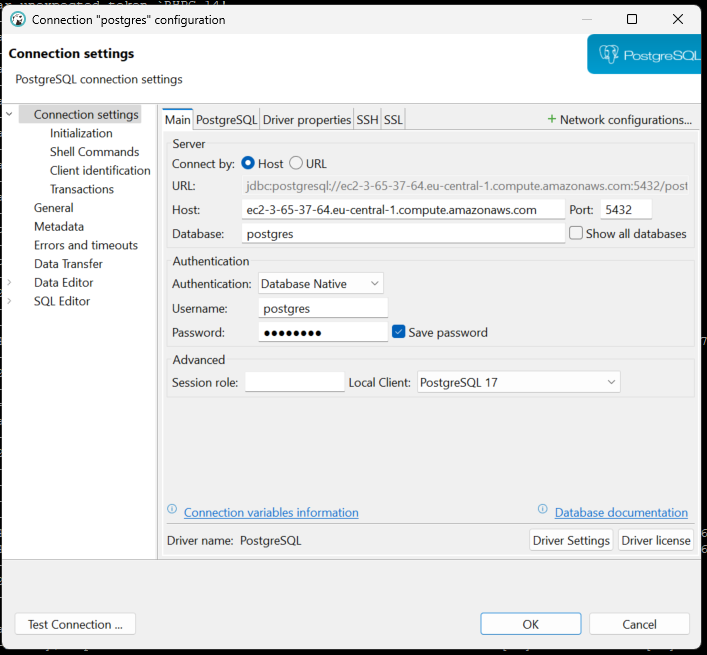 Connection "postgres" configuration
Connection settings
PostgreSQL connection settings
PostgreSQL
Connection settings
Initialization
Shell Commands
Client identification
Transactions
General
Metadata
Errors and timeouts
Data Transfer
Data Editor
SQL Editor
Main PostgreSQL Driver properties SSH SSL + Network configurations...
Server
Connect by: Host URL
URL: jdbc:postgresql://ec2-3-65-37-64.eu-central-1.compute.amazonaws.com:5432/post
Host: ec2-3-65-37-64.eu-central-1.compute.amazonaws.com Port: 5432
Database: postgres Show all databases
Authentication
Authentication: Database Native
Username: postgres
Password: ●●●●●●●● Save password
Advanced
Session role: Local Client: PostgreSQL 17
Connection variables information Database documentation
Driver name: PostgreSQL Driver Settings Driver license
Test Connection ... OK Cancel